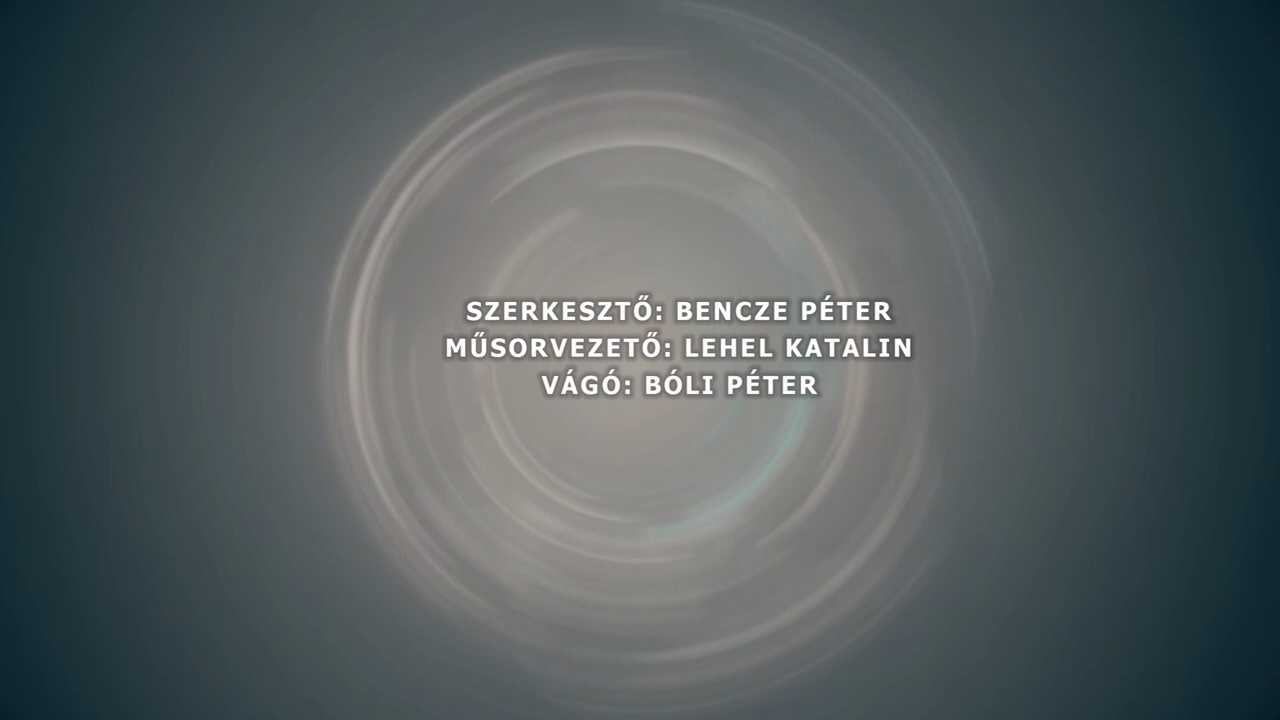 SZERKESZTŐ: BENCZE PÉTER
MŰSORVEZETŐ: LEHEL KATALIN
VÁGÓ: BÓLI PÉTER